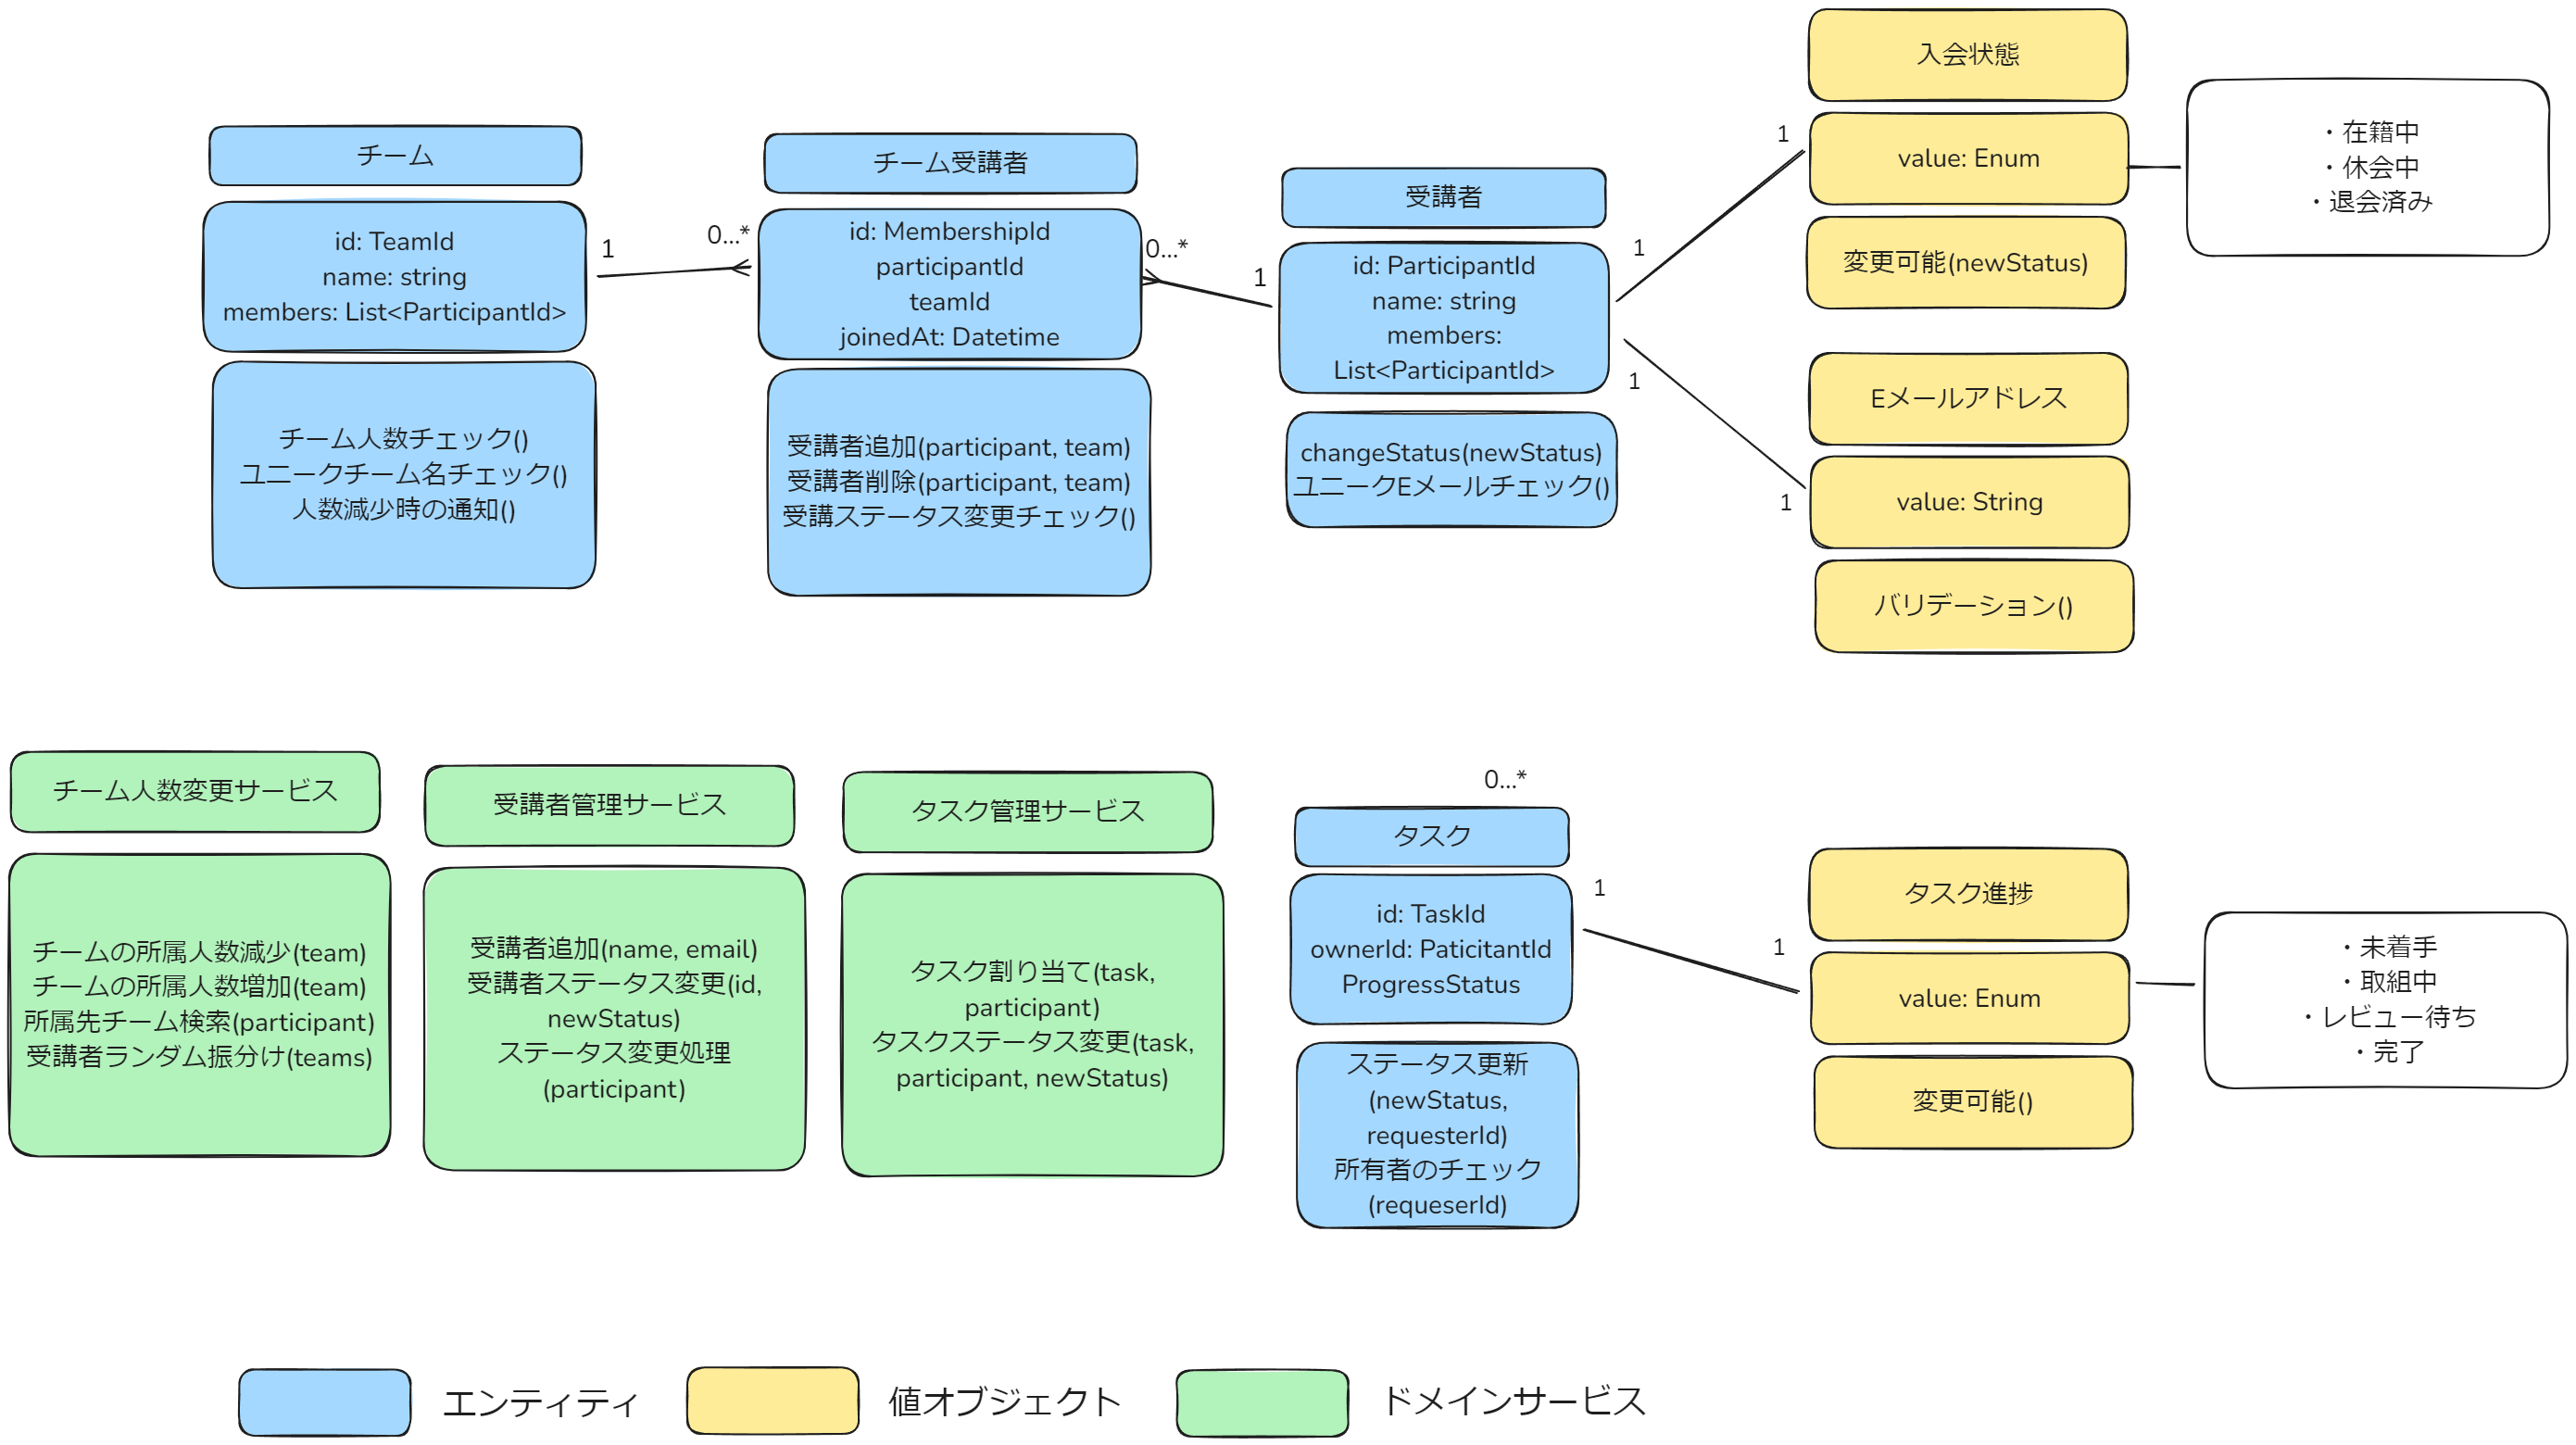 チーム
id: TeamId
name: string
members: List<ParticipantId>
チーム人数チェック()
ユニークチーム名チェック()
人数減少時の通知()
1
0...*
チーム受講者
id: MembershipId
participantId
teamId
joinedAt: Datetime
受講者追加(participant, team)
受講者削除(participant, team)
受講ステータス変更チェック()
0...*
1
受講者
id: ParticipantId
name: string
members:
List<ParticipantId>
changeStatus(newStatus)
ユニークEメールチェック()
1
1
1
1
入会状態
value: Enum
変更可能(newStatus)
・在籍中
・休会中
・退会済み
Eメールアドレス
value: String
バリデーション()
チーム人数変更サービス
チームの所属人数減少(team)
チームの所属人数増加(team)
所属先チーム検索(participant)
受講者ランダム振分け(teams)
受講者管理サービス
受講者追加(name, email)
受講者ステータス変更(id,
newStatus)
ステータス変更処理
(participant)
タスク管理サービス
タスク割り当て(task,
participant)
タスクステータス変更(task,
participant, newStatus)
0...*
タスク
id: TaskId
ownerId: PaticitantId
ProgressStatus
ステータス更新
(newStatus,
requesterId)
所有者のチェック
(requeserId)
1
1
タスク進捗
value: Enum
変更可能()
・未着手
・取組中
・レビュー待ち
・完了
エンティティ
値オブジェクト
ドメインサービス